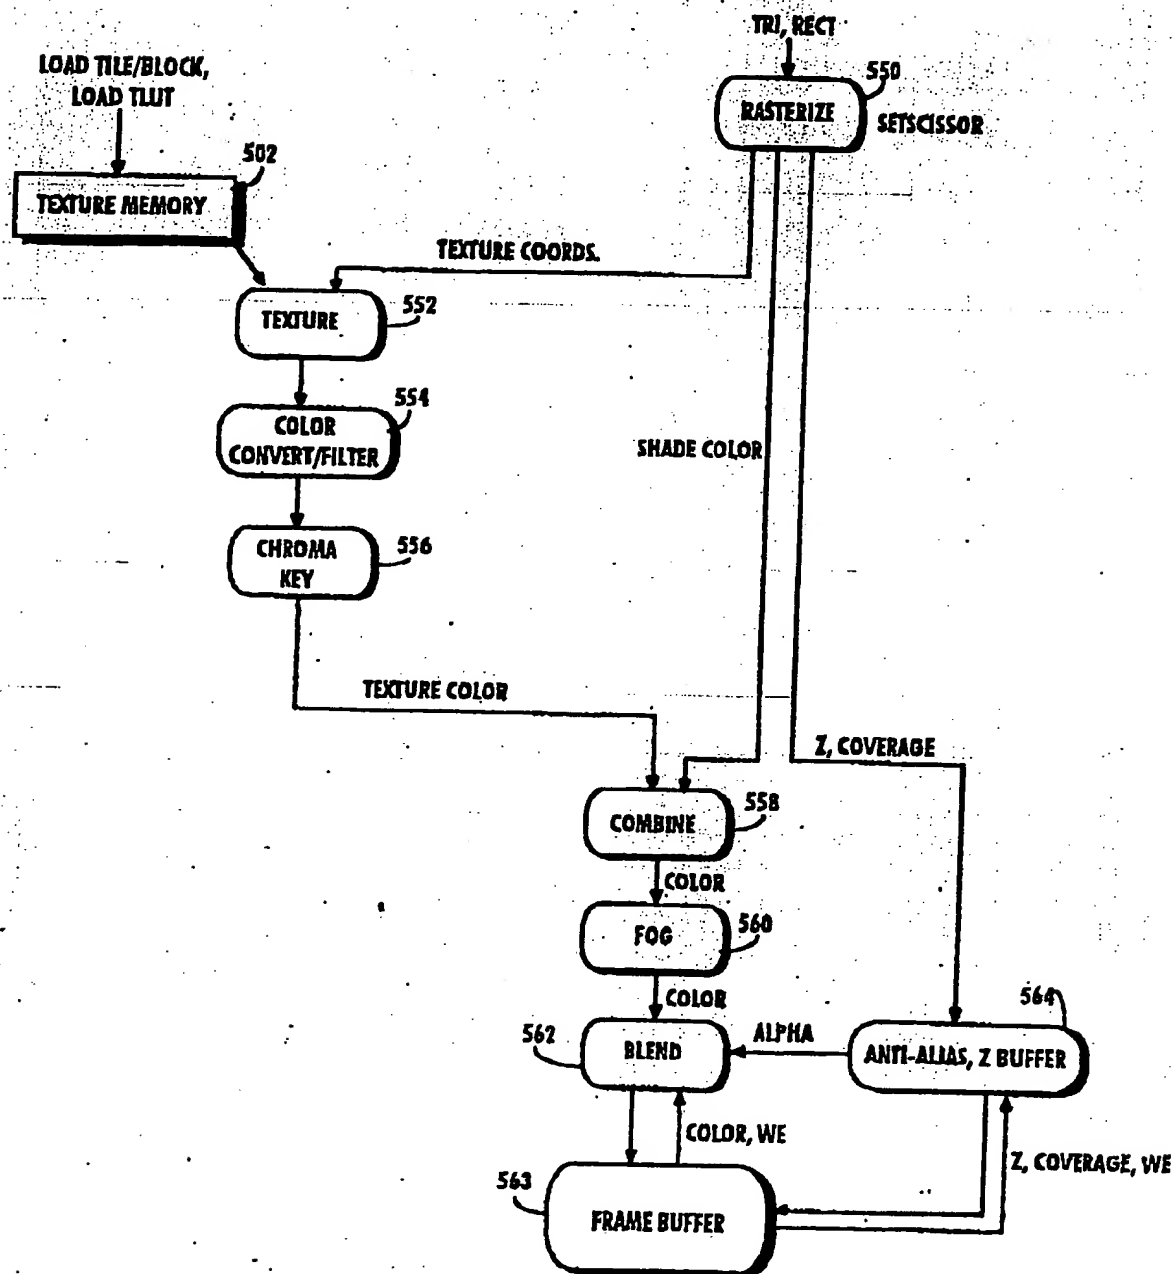 TRI, RECT
550
RASTERIZE
SETSCISSOR
LOAD TILE/BLOCK,
LOAD TLUT
502
TEXTURE MEMORY
TEXTURE COORDS.
TEXTURE
552
554
COLOR
CONVERT/FILTER
SHADE COLOR
CHROMA
KEY
556
TEXTURE COLOR
Z, COVERAGE
558
COMBINE
COLOR
FOG
560
COLOR
564
562
BLEND
ALPHA
ANTI-ALIAS, Z BUFFER
COLOR, WE
Z, COVERAGE, WE
563
FRAME BUFFER